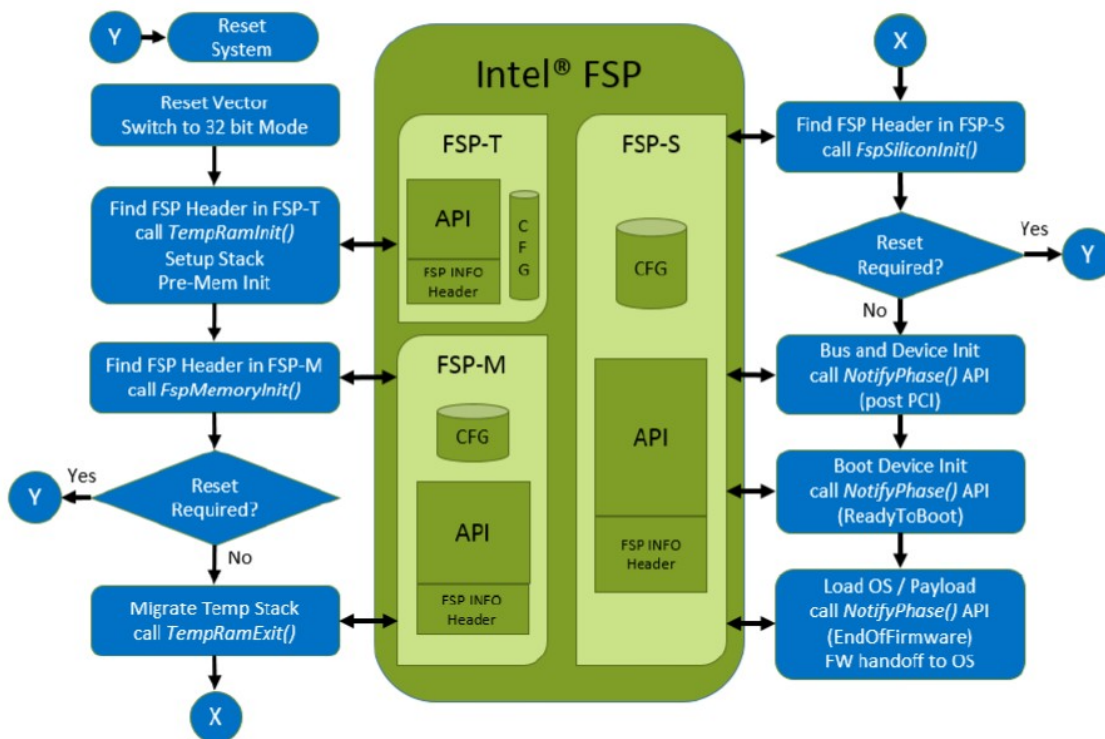 Y
Reset
System
Reset Vector
Switch to 32 bit Mode
Find FSP Header in FSP-T
call TempRamInit()
Setup Stack
Pre-Mem Init
Find FSP Header in FSP-M
call FspMemoryInit()
Yes
Y
Reset
Required?
No
Migrate Temp Stack
call TempRamExit()
X
Intel® FSP
FSP-T
API
FSP INFO
Header
C
F
G
FSP-M
CFG
API
FSP INFO
Header
FSP-S
CFG
API
FSP INFO
Header
X
Find FSP Header in FSP-S
call FspSiliconInit()
Reset
Required?
Yes
Y
No
Bus and Device Init
call NotifyPhase() API
(post PCI)
Boot Device Init
call NotifyPhase() API
(ReadyToBoot)
Load OS / Payload
call NotifyPhase() API
(EndOfFirmware)
FW handoff to OS